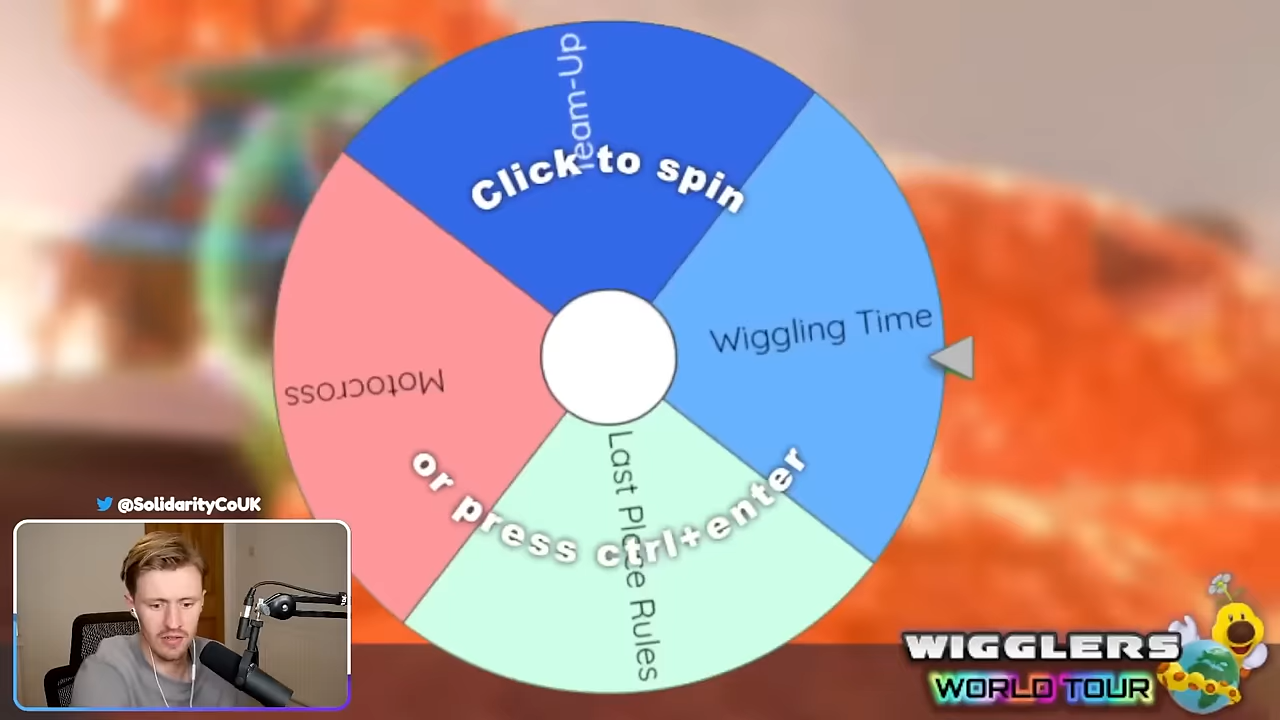 Team-Up
Click to spin
Wiggling Time
Motocross
Last Place Rules
or press ctrl+enter
@SolidarityCoUK
WIGGLERS
WORLD TOUR